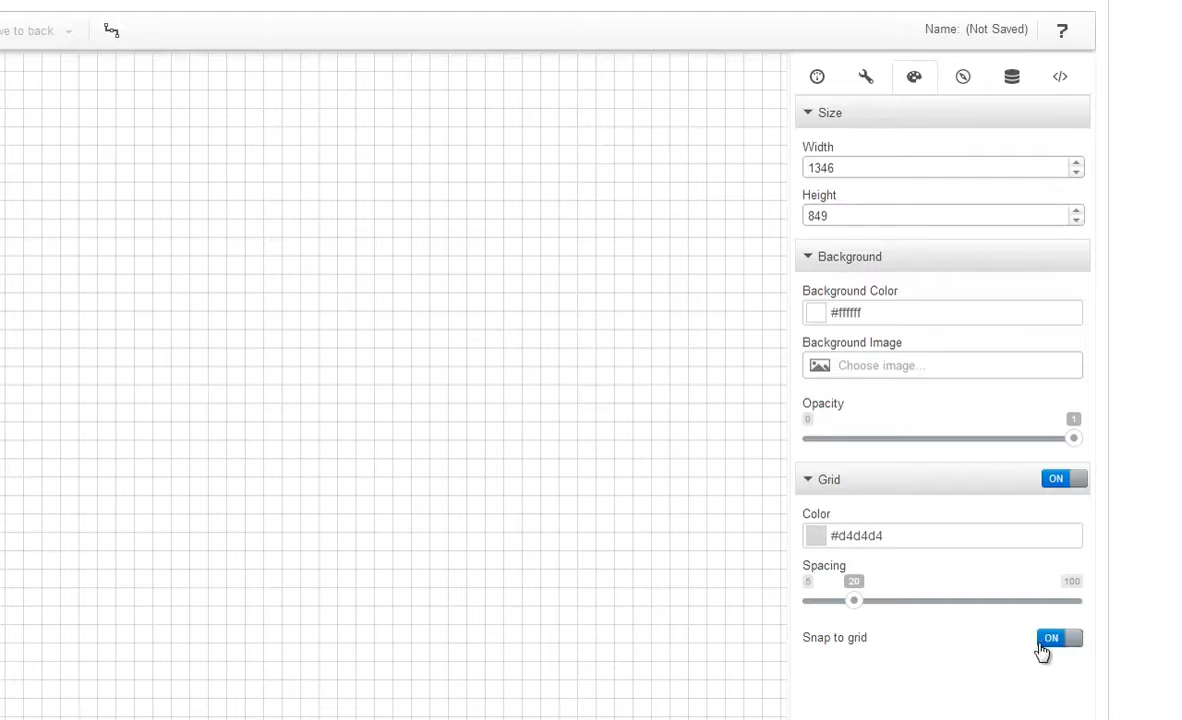 ve to back
Name: (Not Saved)
?
</>
Size
Width
1346
Height
849
Background
Background Color
#ffffff
Background Image
Choose image...
Opacity
0 1
Grid ON
Color
#d4d4d4
Spacing
5 20 100
Snap to grid ON